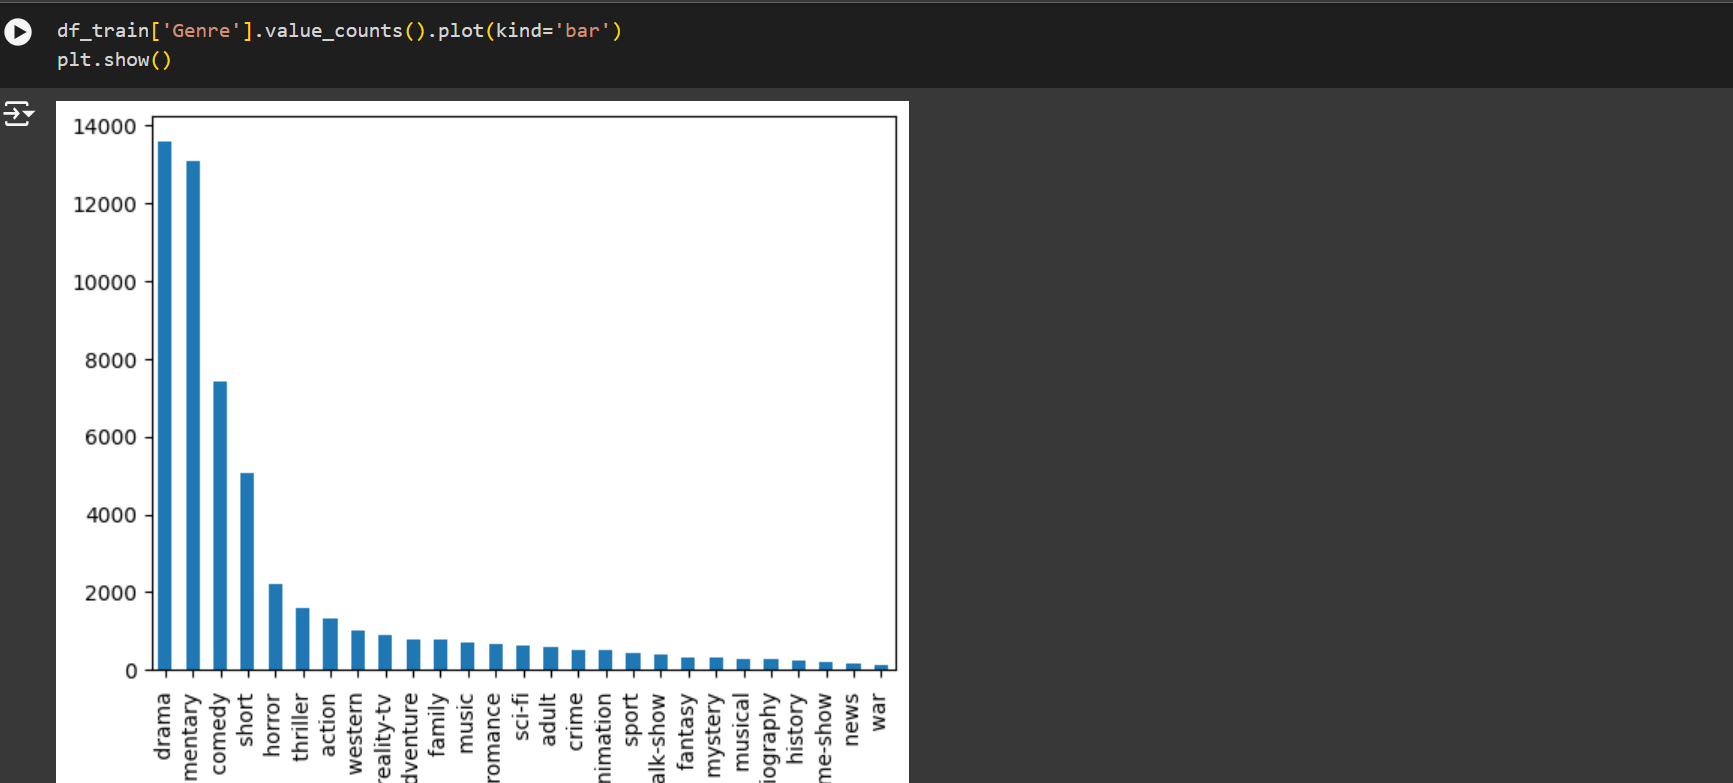 df_train['Genre'].value_counts().plot(kind='bar')
plt.show()
14000
12000
10000
8000
6000
4000
2000
0
drama
mentary
comedy
short
horror
thriller
action
western
reality-tv
dventure
family
music
romance
sci-fi
adult
crime
nimation
sport
alk-show
fantasy
mystery
musical
iography
history
me-show
news
war